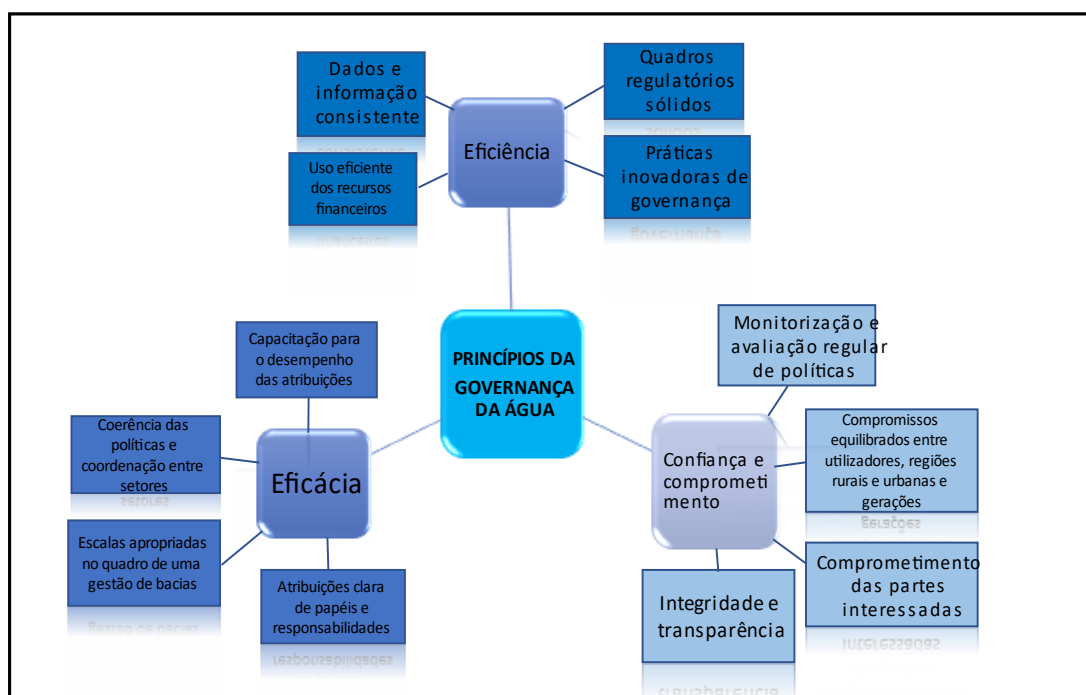 Dados e
informação
consistente
Quadros
regulatórios
sólidos
Eficiência
Uso eficiente
dos recursos
financeiros
Práticas
inovadoras de
governança
PRINCÍPIOS DA
GOVERNANÇA
DA ÁGUA
Capacitação para
o desempenho
das atribuições
Coerência das
políticas e
coordenação entre
setores
Eficácia
Escalas apropriadas
no quadro de uma
gestão de bacias
Atribuições clara
de papéis e
responsabilidades
Monitorização e
avaliação regular
de políticas
Confiança e
comprometi
mento
Compromissos
equilibrados entre
utilizadores, regiões
rurais e urbanas e
gerações
Integridade e
transparência
Comprometimento
das partes
interessadas